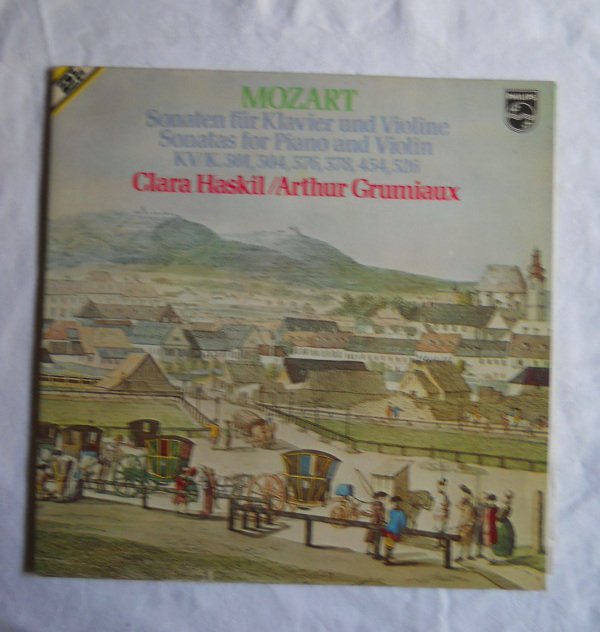 MOZART
Sonaten für Klavier und Violine
Sonatas for Piano and Violin
KV/K. 301, 304, 376, 378, 454, 526
Clara Haskil/Arthur Grumiaux
PHILIPS